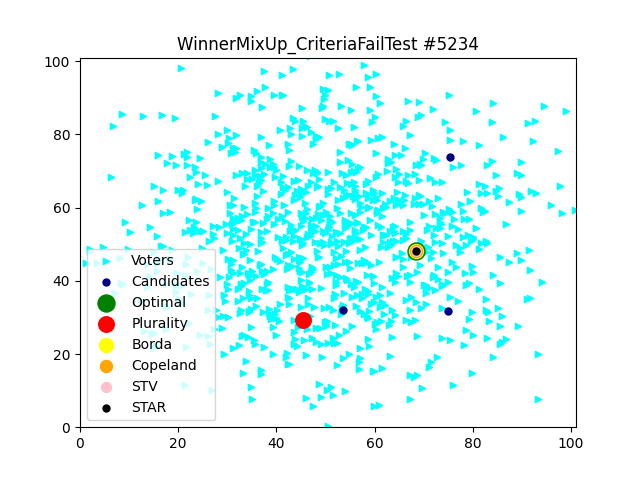 WinnerMixUp_CriteriaFailTest #5234
100
80
60
40
20
0
Voters
Candidates
Optimal
Plurality
Borda
Copeland
STV
STAR
0 20 40 60 80 100